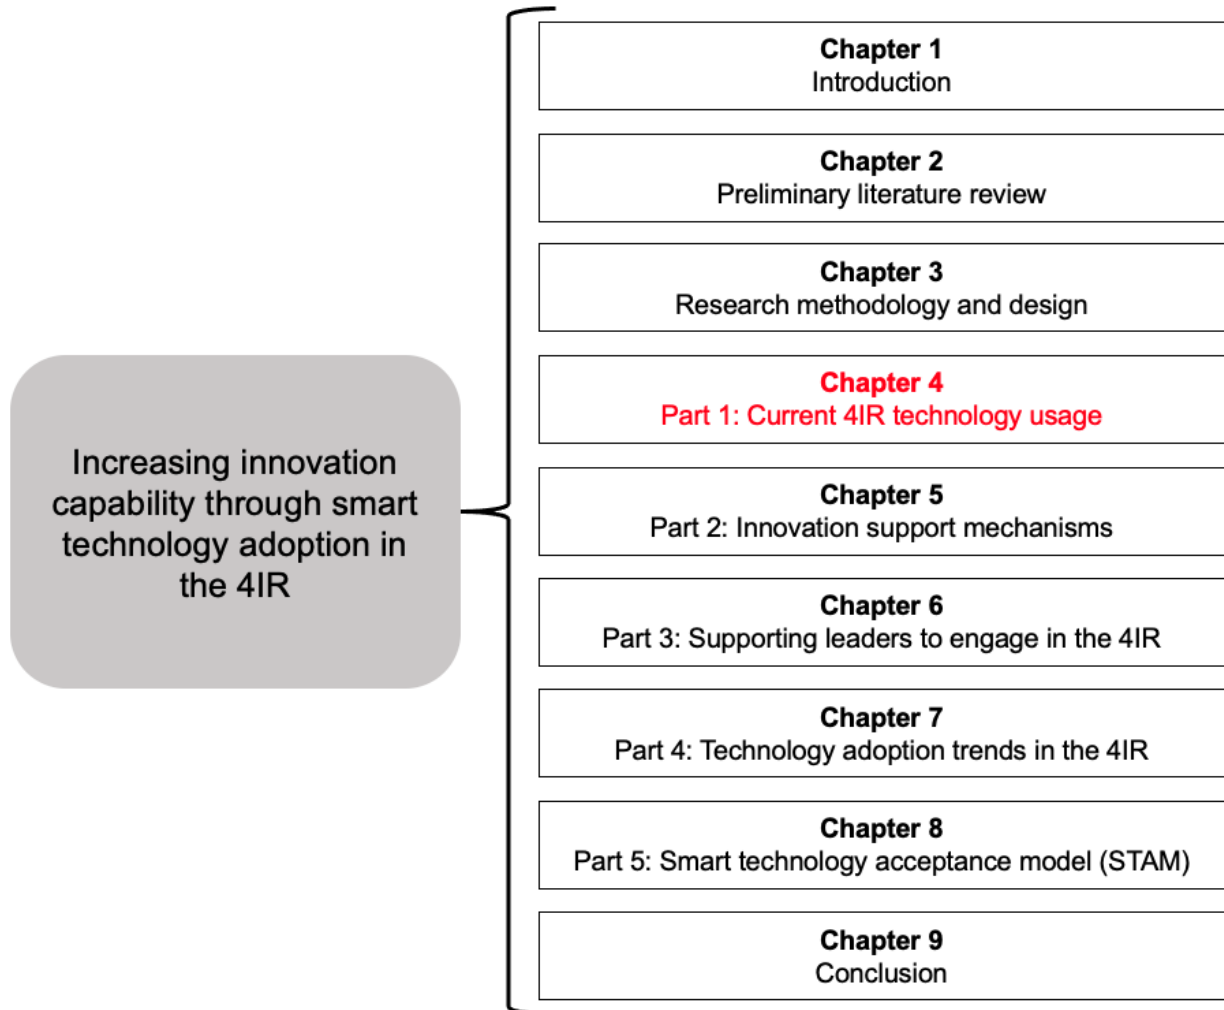 Increasing innovation
capability through smart
technology adoption in
the 4IR
Chapter 1
Introduction
Chapter 2
Preliminary literature review
Chapter 3
Research methodology and design
Chapter 4
Part 1: Current 4IR technology usage
Chapter 5
Part 2: Innovation support mechanisms
Chapter 6
Part 3: Supporting leaders to engage in the 4IR
Chapter 7
Part 4: Technology adoption trends in the 4IR
Chapter 8
Part 5: Smart technology acceptance model (STAM)
Chapter 9
Conclusion